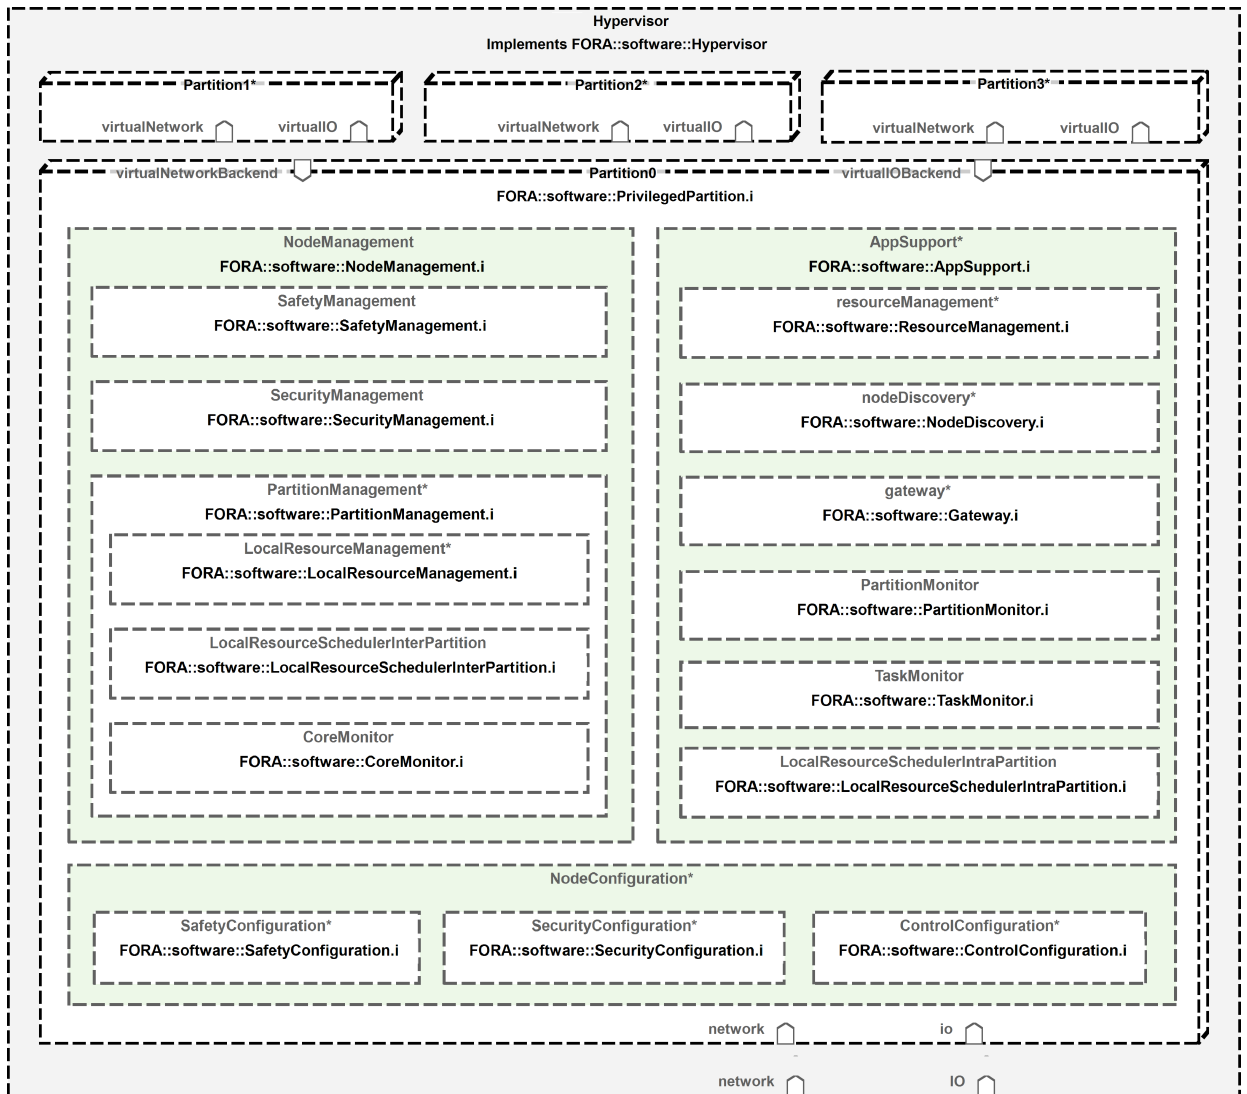 Hypervisor
Implements FORA::software::Hypervisor
Partition1*
virtualNetwork
virtualIO
Partition2*
virtualNetwork
virtualIO
Partition3*
virtualNetwork
virtualIO
virtualNetworkBackend
Partition0
virtualIOBackend
FORA::software::PrivilegedPartition.i
NodeManagement
FORA::software::NodeManagement.i
SafetyManagement
FORA::software::SafetyManagement.i
SecurityManagement
FORA::software::SecurityManagement.i
PartitionManagement*
FORA::software::PartitionManagement.i
LocalResourceManagement*
FORA::software::LocalResourceManagement.i
LocalResourceSchedulerInterPartition
FORA::software::LocalResourceSchedulerInterPartition.i
CoreMonitor
FORA::software::CoreMonitor.i
AppSupport*
FORA::software::AppSupport.i
resourceManagement*
FORA::software::ResourceManagement.i
nodeDiscovery*
FORA::software::NodeDiscovery.i
gateway*
FORA::software::Gateway.i
PartitionMonitor
FORA::software::PartitionMonitor.i
TaskMonitor
FORA::software::TaskMonitor.i
LocalResourceSchedulerIntraPartition
FORA::software::LocalResourceSchedulerIntraPartition.i
NodeConfiguration*
SafetyConfiguration*
FORA::software::SafetyConfiguration.i
SecurityConfiguration*
FORA::software::SecurityConfiguration.i
ControlConfiguration*
FORA::software::ControlConfiguration.i
network
io
network
IO